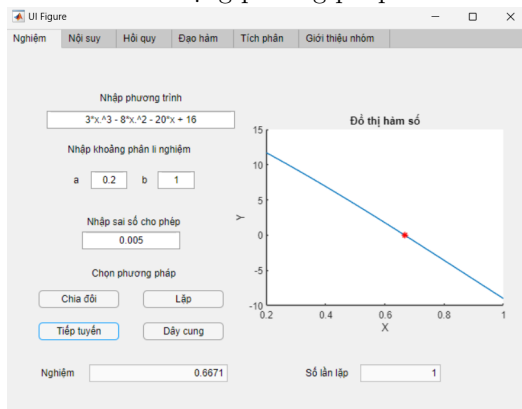 UI Figure
Nghiệm Nội suy Hồi quy Đạo hàm Tích phân Giới thiệu nhóm
Nhập phương trình
3*x.^3 - 8*x.^2 - 20*x + 16
Nhập khoảng phân li nghiệm
a 0.2 b 1
Nhập sai số cho phép
0.005
Chọn phương pháp
Chia đôi Lặp
Tiếp tuyến Dây cung
Đồ thị hàm số
15
10
5
0
-5
-10
Y
0.2 0.4 0.6 0.8 1
X
Nghiệm 0.6671 Số lần lặp 1